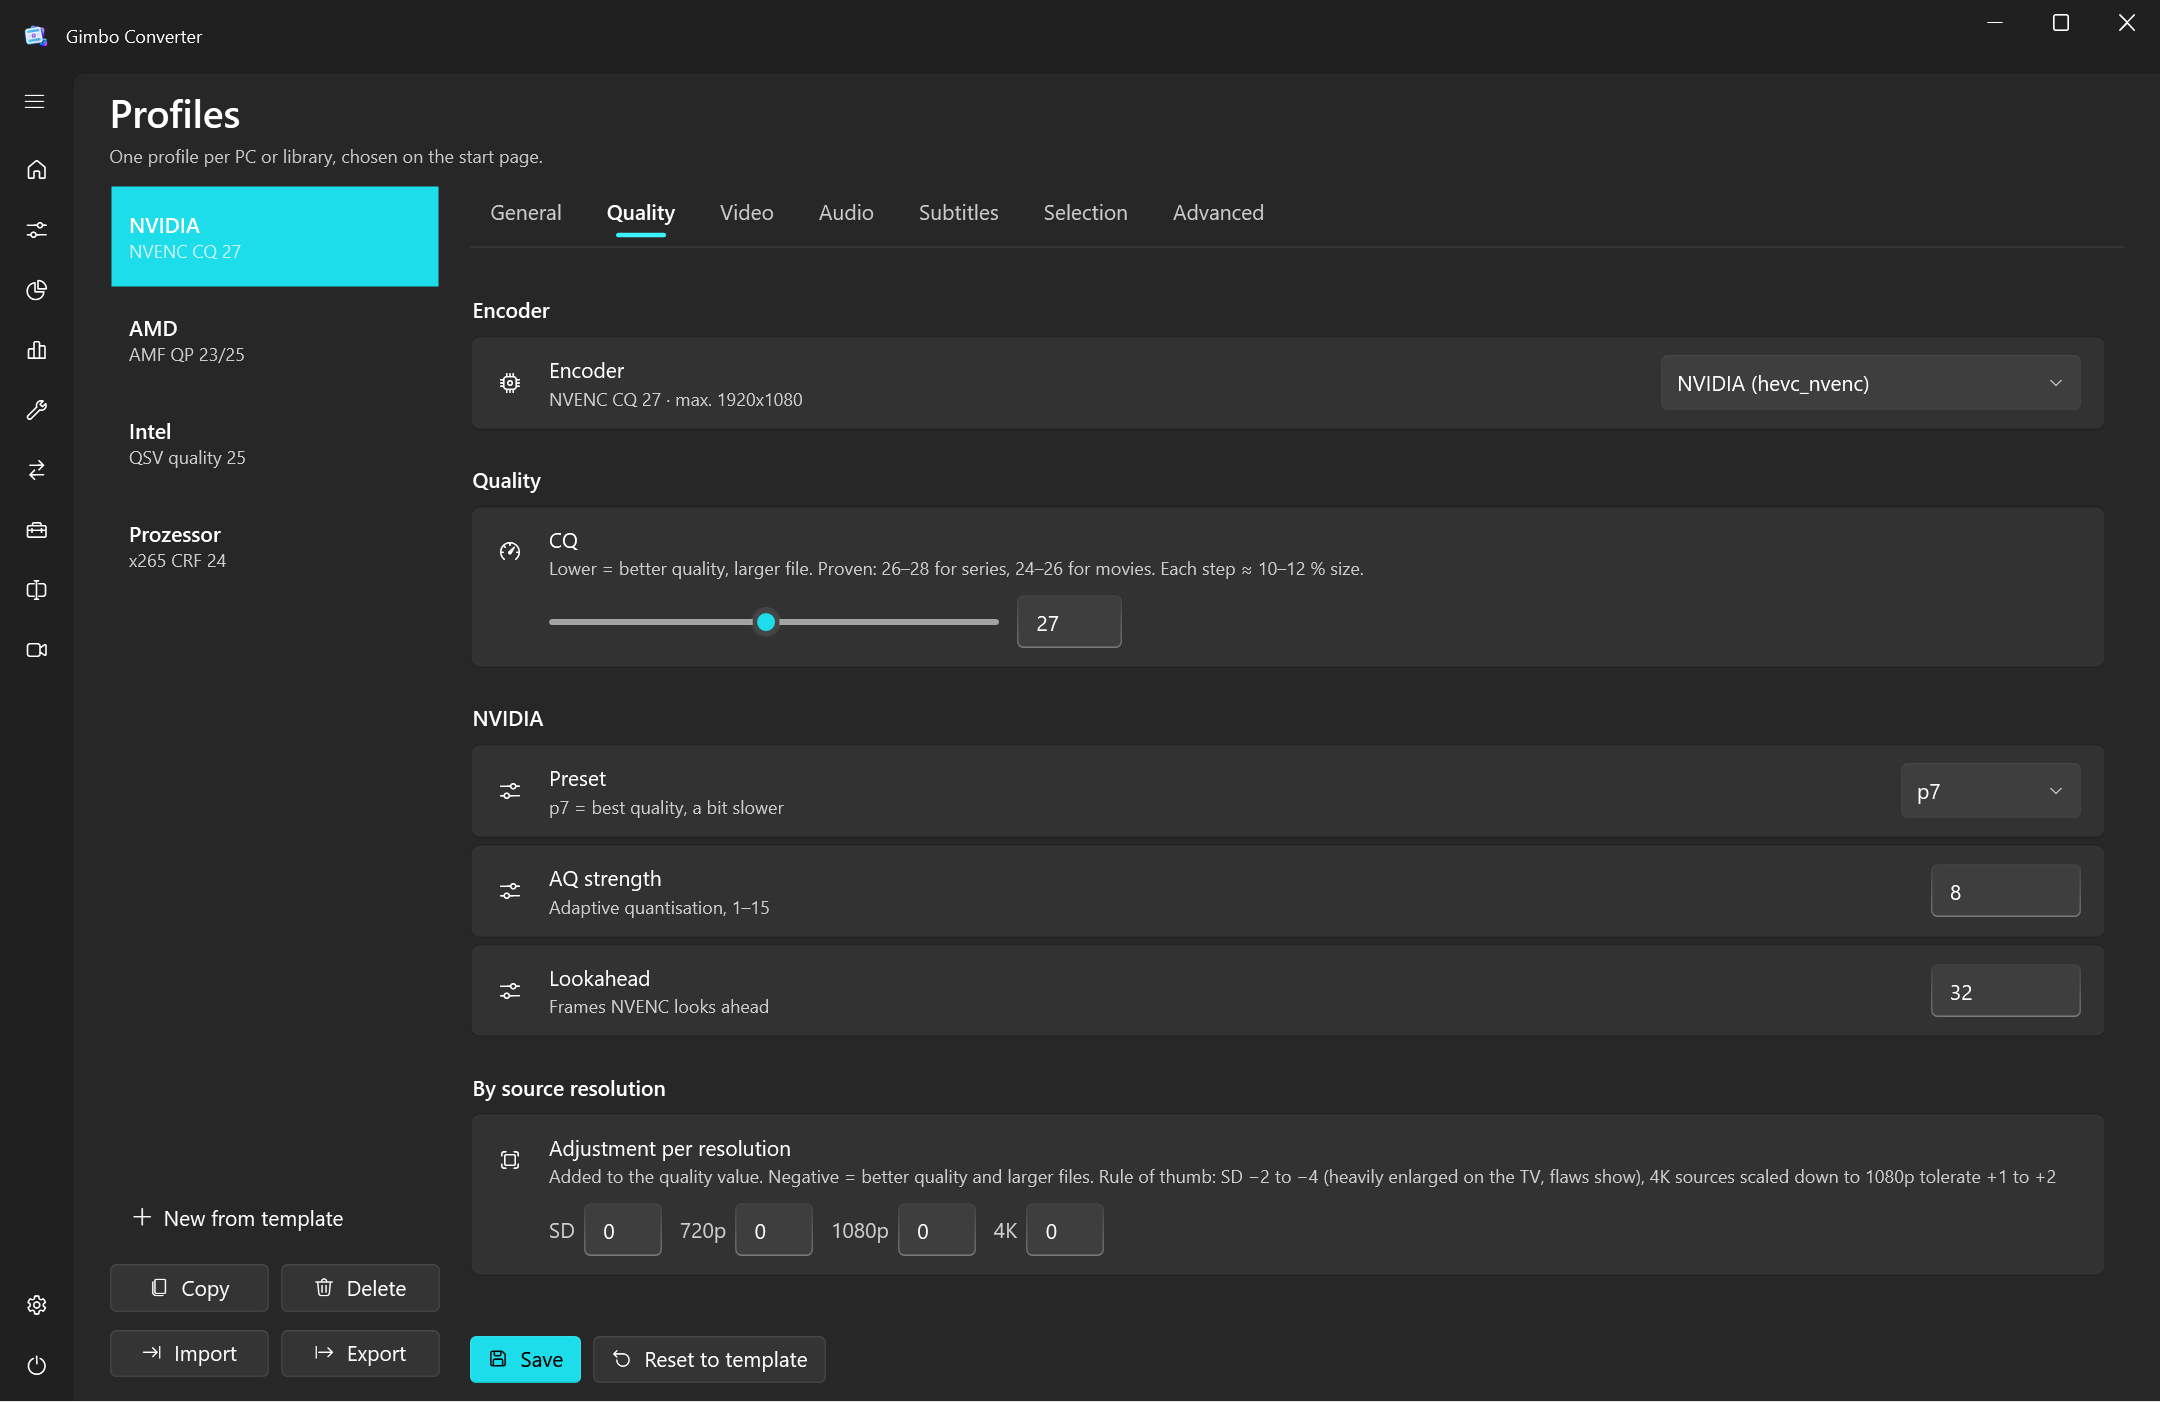 Gimbo Converter
Profiles
One profile per PC or library, chosen on the start page.
NVIDIA
NVENC CQ 27
AMD
AMF QP 23/25
Intel
QSV quality 25
Prozessor
x265 CRF 24
New from template
Copy
Delete
Import
Export
General
Quality
Video
Audio
Subtitles
Selection
Advanced
Encoder
Encoder
NVENC CQ 27 · max. 1920x1080
NVIDIA (hevc_nvenc)
Quality
CQ
Lower = better quality, larger file. Proven: 26–28 for series, 24–26 for movies. Each step ≈ 10–12 % size.
27
NVIDIA
Preset
p7 = best quality, a bit slower
p7
AQ strength
Adaptive quantisation, 1–15
8
Lookahead
Frames NVENC looks ahead
32
By source resolution
Adjustment per resolution
Added to the quality value. Negative = better quality and larger files. Rule of thumb: SD −2 to −4 (heavily enlarged on the TV, flaws show), 4K sources scaled down to 1080p tolerate +1 to +2
SD 0 720p 0 1080p 0 4K 0
Save
Reset to template